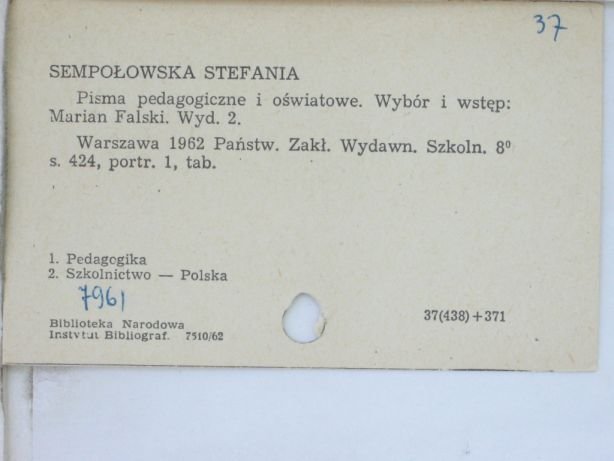 37
SEMPOŁOWSKA STEFANIA
Pisma pedagogiczne i oświatowe. Wybór i wstęp:
Marian Falski. Wyd. 2.
Warszawa 1962 Państw. Zakł. Wydawn. Szkoln. 8⁰
s. 424, portr. 1, tab.
1. Pedagogika
2. Szkolnictwo — Polska
7961
37(438)+371
Biblioteka Narodowa
Instytut Bibliograf. 7510/62